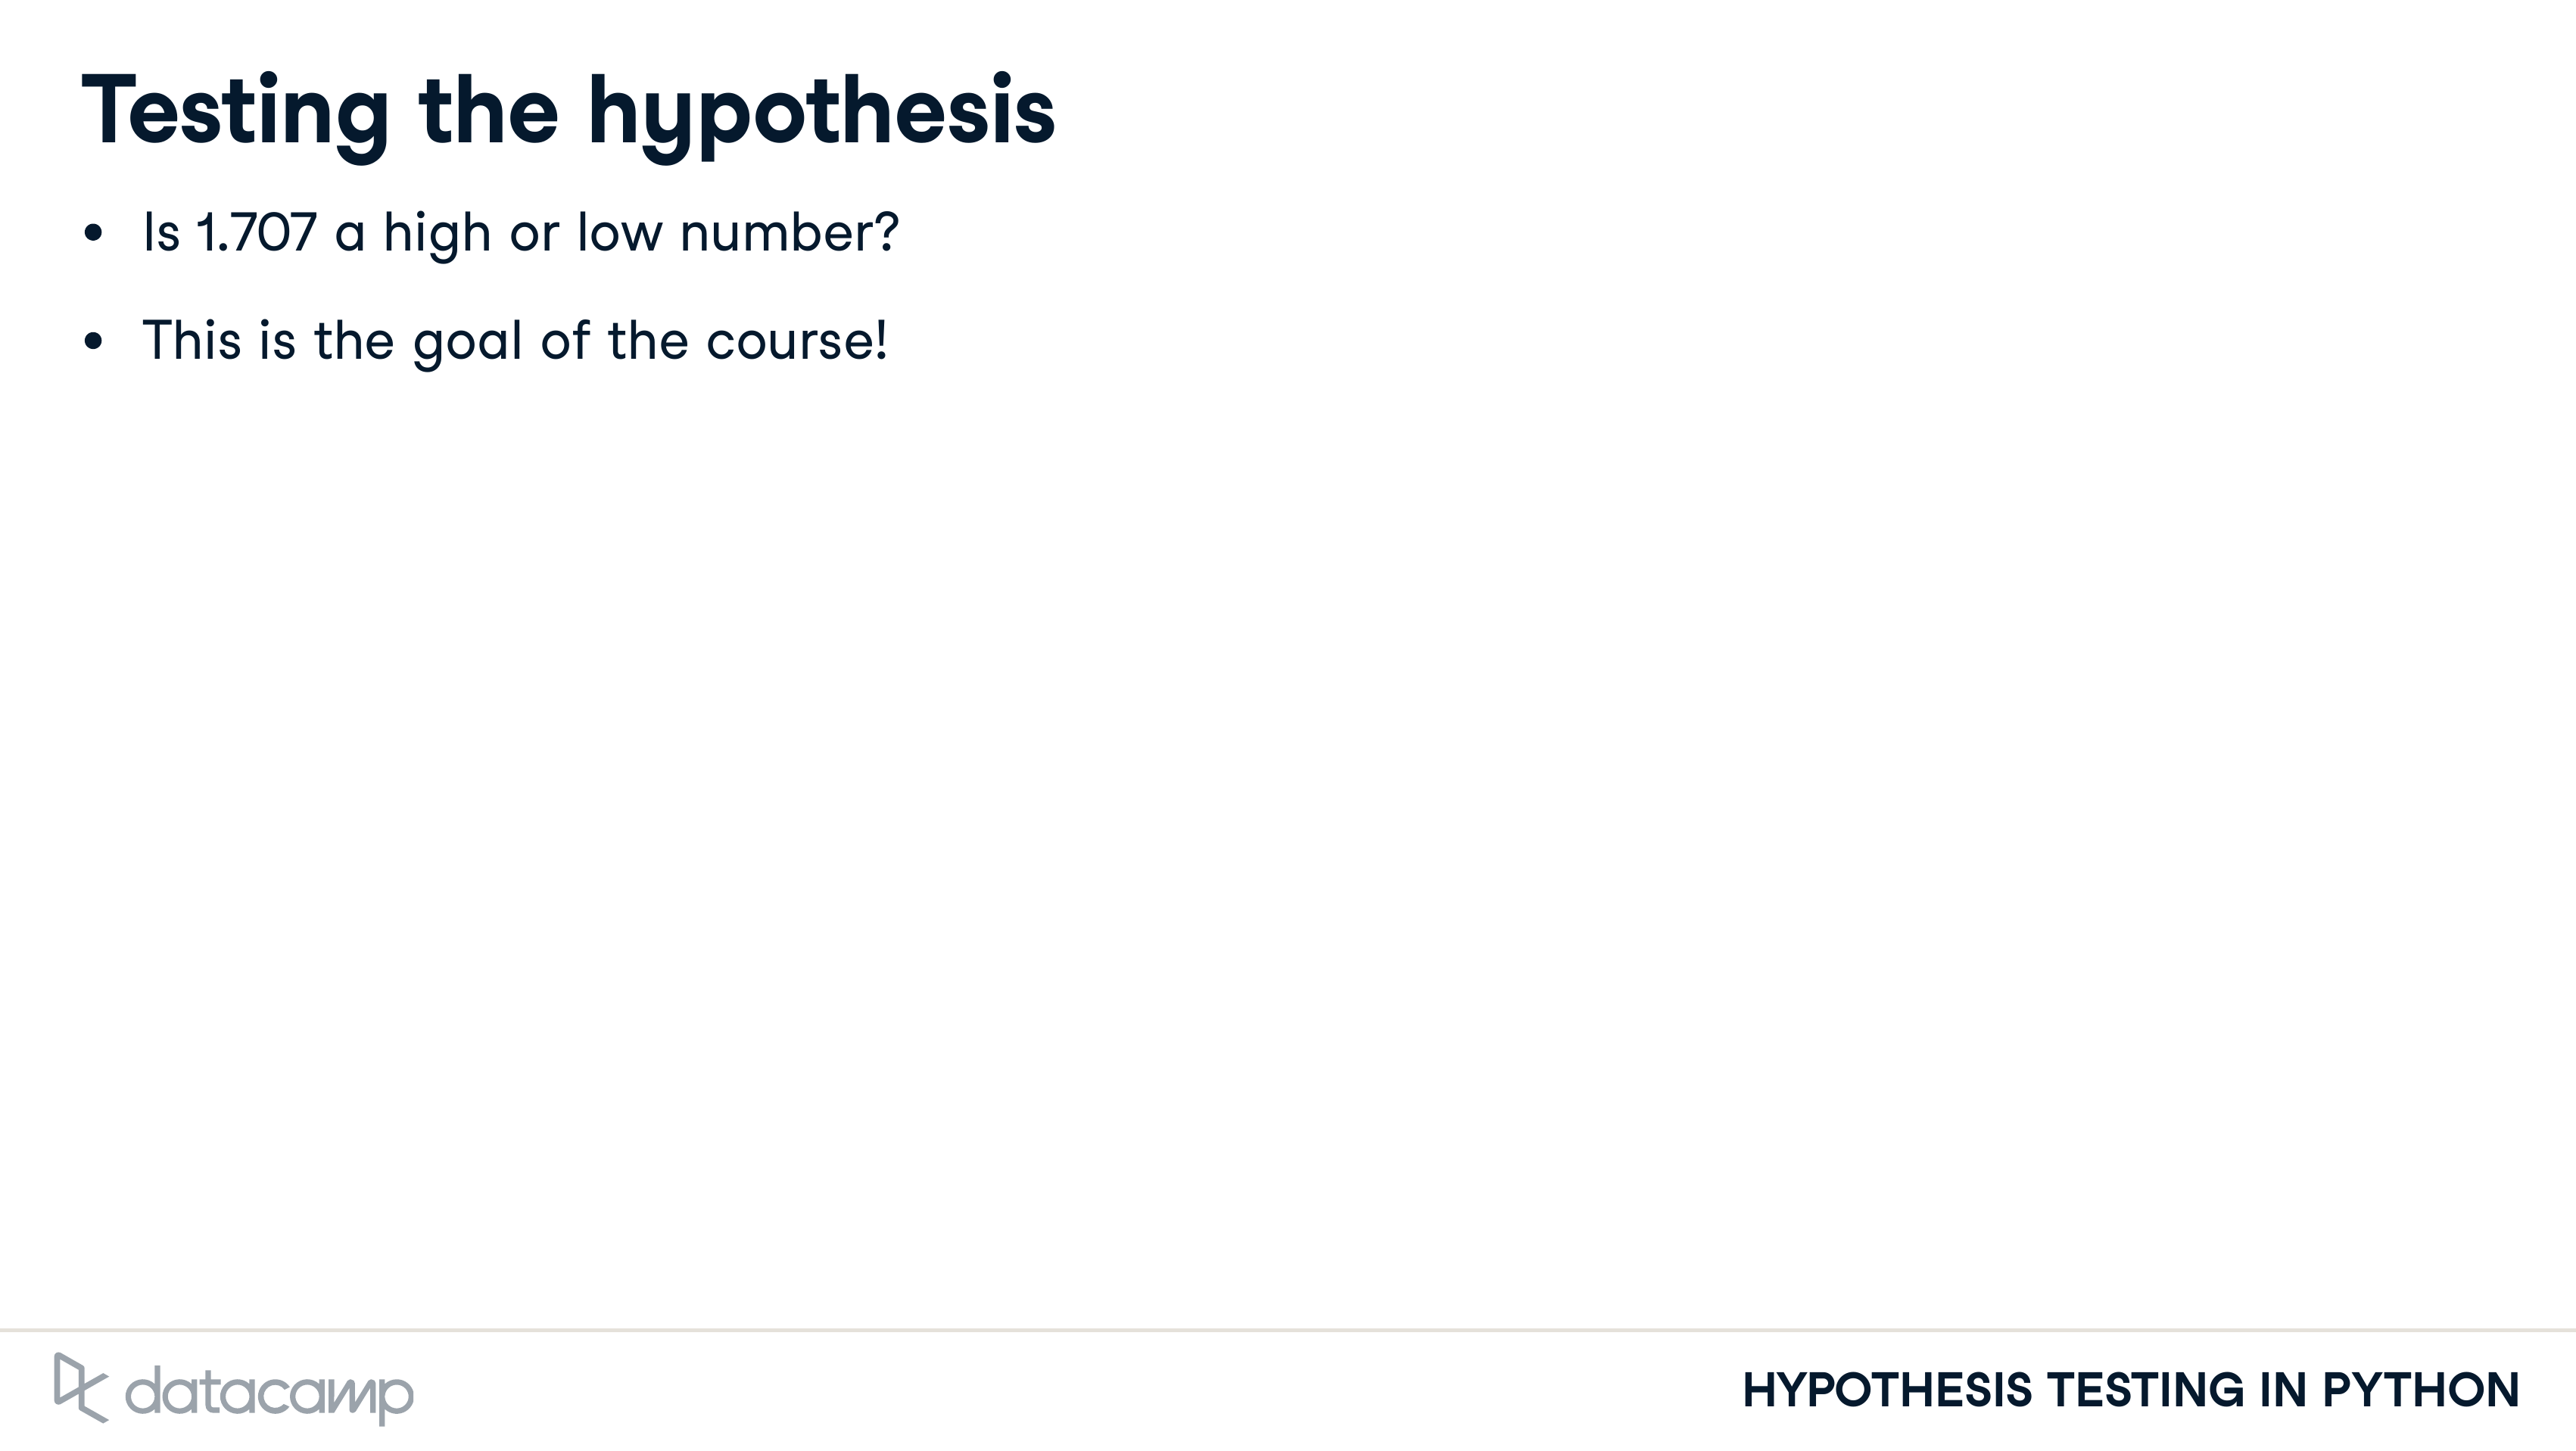 Testing the hypothesis
• Is 1.707 a high or low number?
• This is the goal of the course!
datacamp
HYPOTHESIS TESTING IN PYTHON